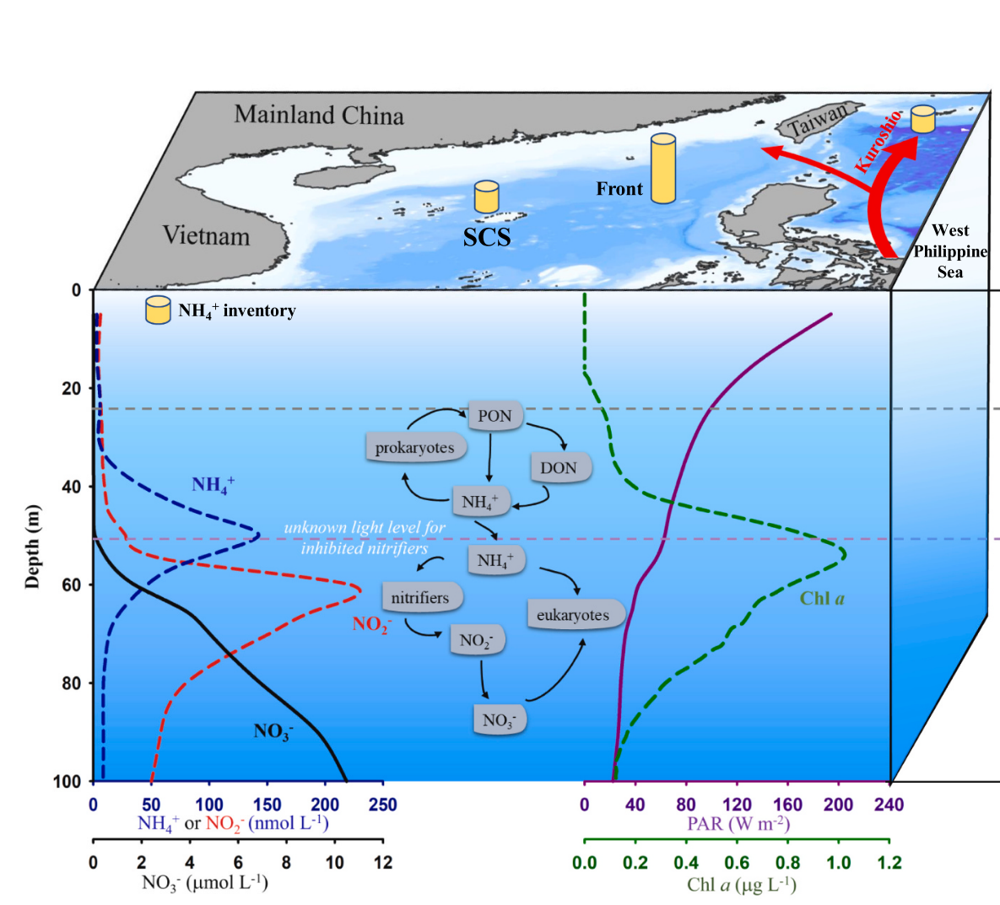 Mainland China
Taiwan
Kuroshio
Front
Vietnam
SCS
West
Philippine
Sea
NH₄⁺ inventory
0
20
40
60
80
100
Depth (m)
PON
prokaryotes
DON
NH₄⁺
NH₄⁺
unknown light level for
inhibited nitrifiers
NH₄⁺
nitrifiers
eukaryotes
Chl a
NO₂⁻
NO₂⁻
NO₃⁻
NO₃⁻
0 50 100 150 200 250
NH₄⁺ or NO₂⁻ (nmol L⁻¹)
0 2 4 6 8 10 12
NO₃⁻ (μmol L⁻¹)
0 40 80 120 160 200 240
PAR (W m⁻²)
0.0 0.2 0.4 0.6 0.8 1.0 1.2
Chl a (μg L⁻¹)